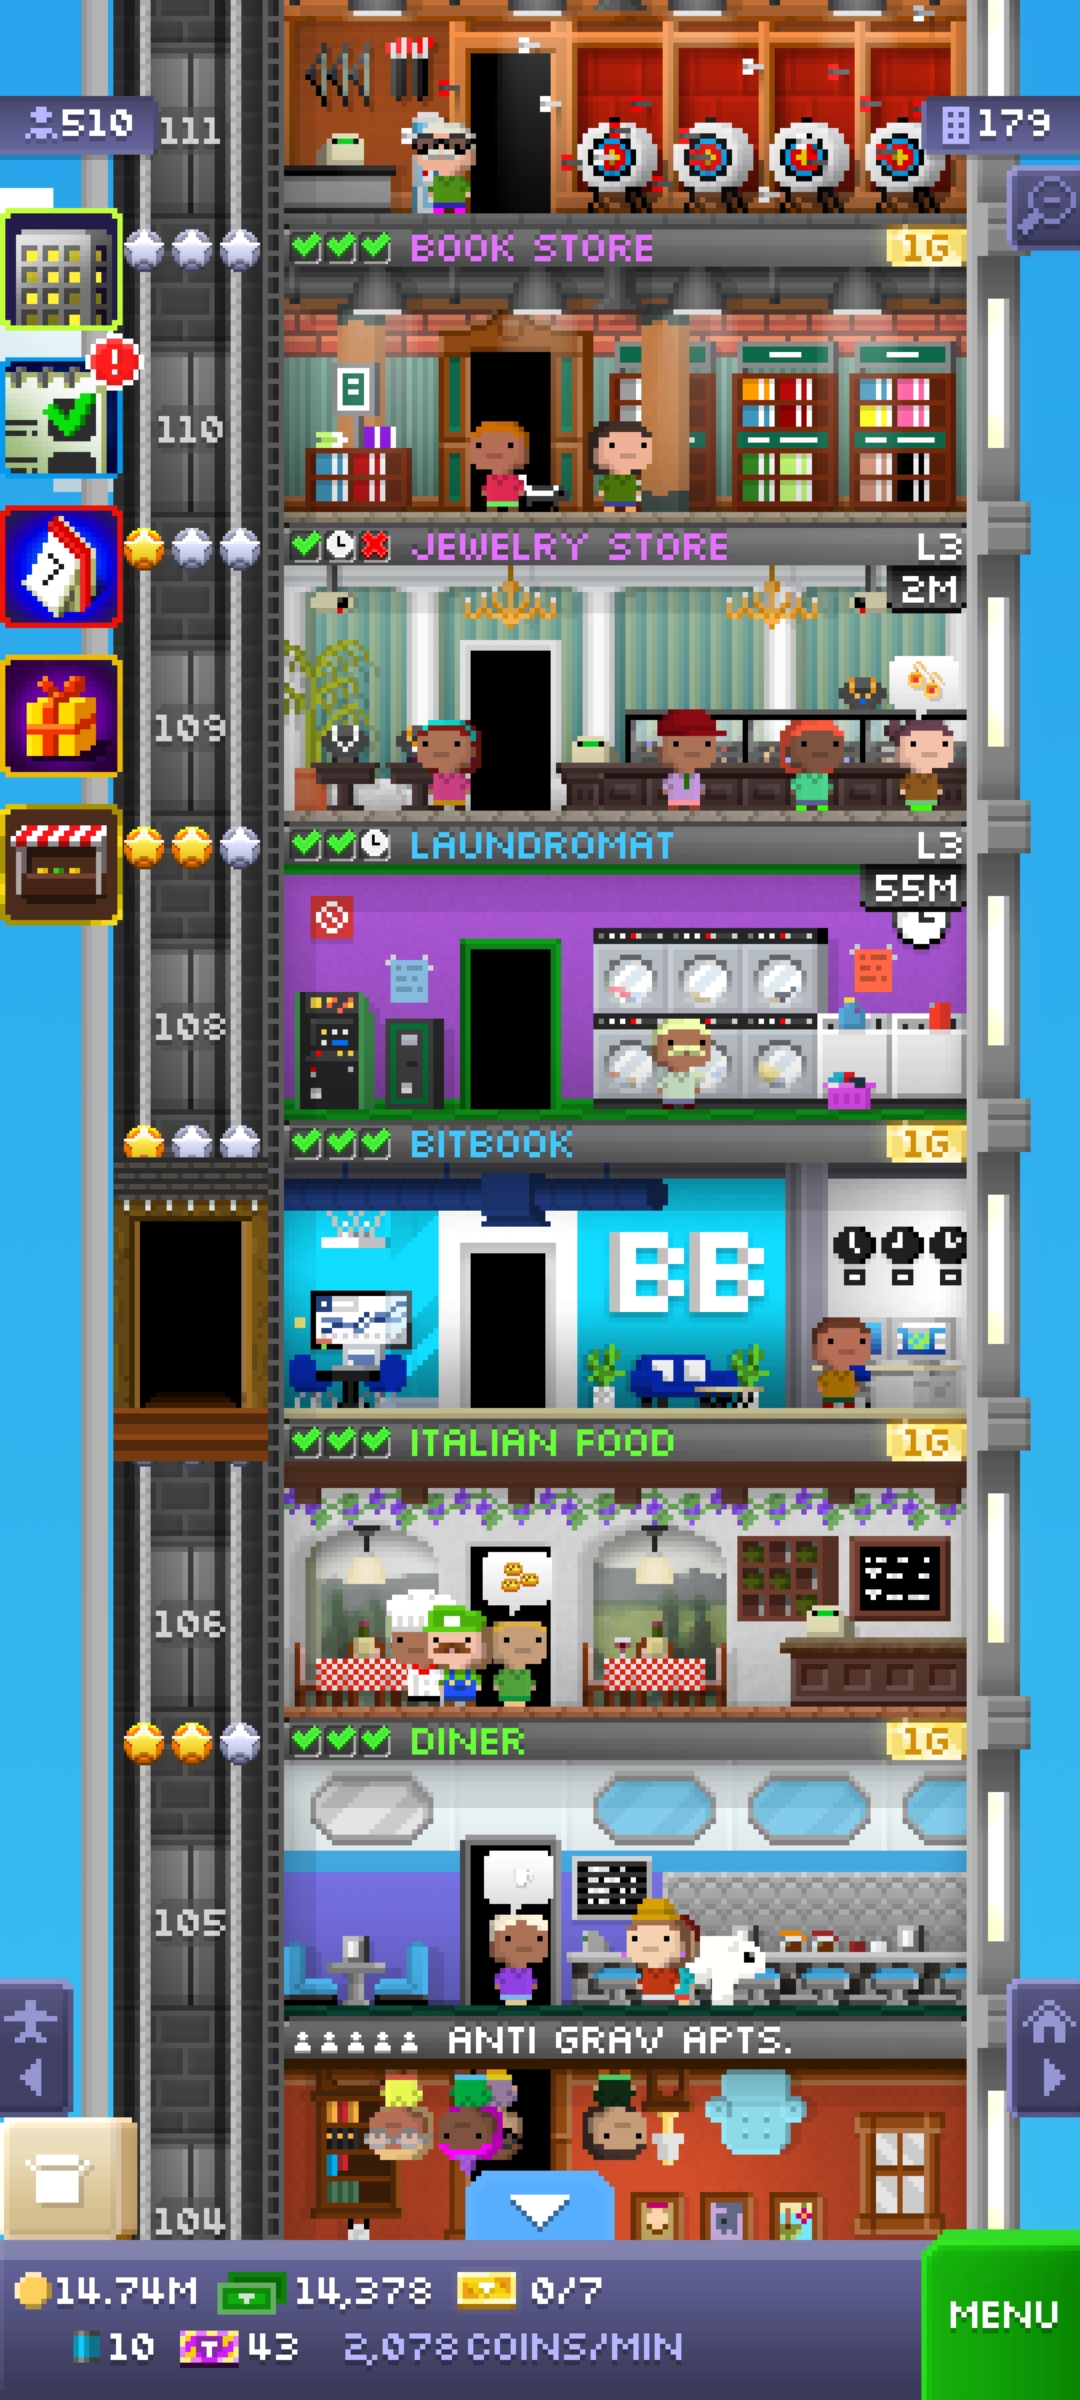 510
111
179
BOOK STORE
1G
110
JEWELRY STORE
L3
2M
109
LAUNDROMAT
L3
55M
108
BITBOOK
1G
BB
ITALIAN FOOD
1G
106
DINER
1G
105
ANTI GRAV APTS.
104
14.74M
14,378
0/7
MENU
10
43
2,078 COINS/MIN